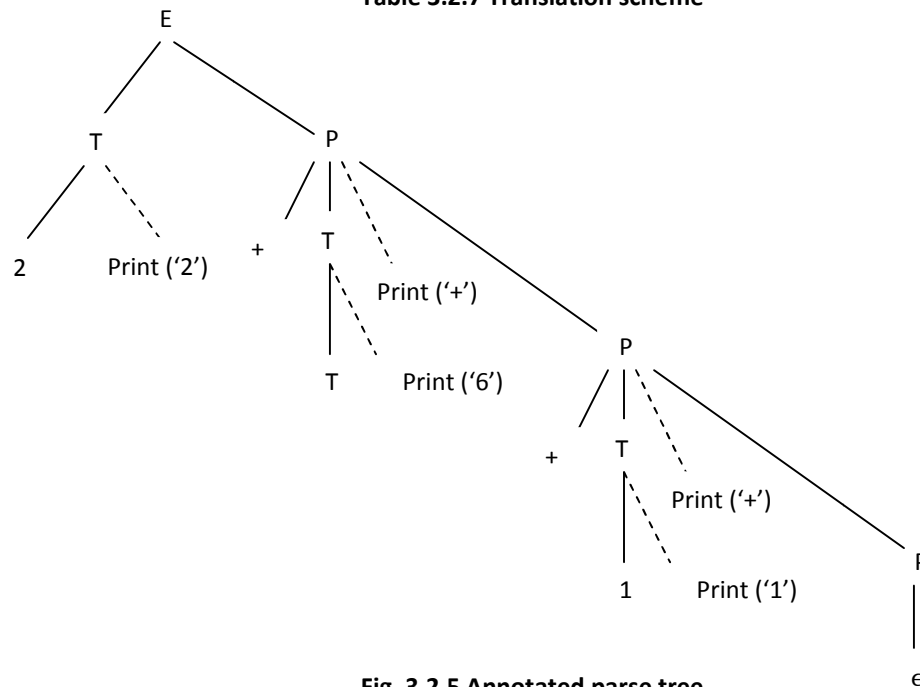 Table 3.2.7 Translation scheme
E
T
P
2
Print (‘2’)
+
T
Print (‘+’)
T
Print (‘6’)
P
+
T
Print (‘+’)
1
Print (‘1’)
P
ϵ
Fig. 3.2.5 Annotated parse tree